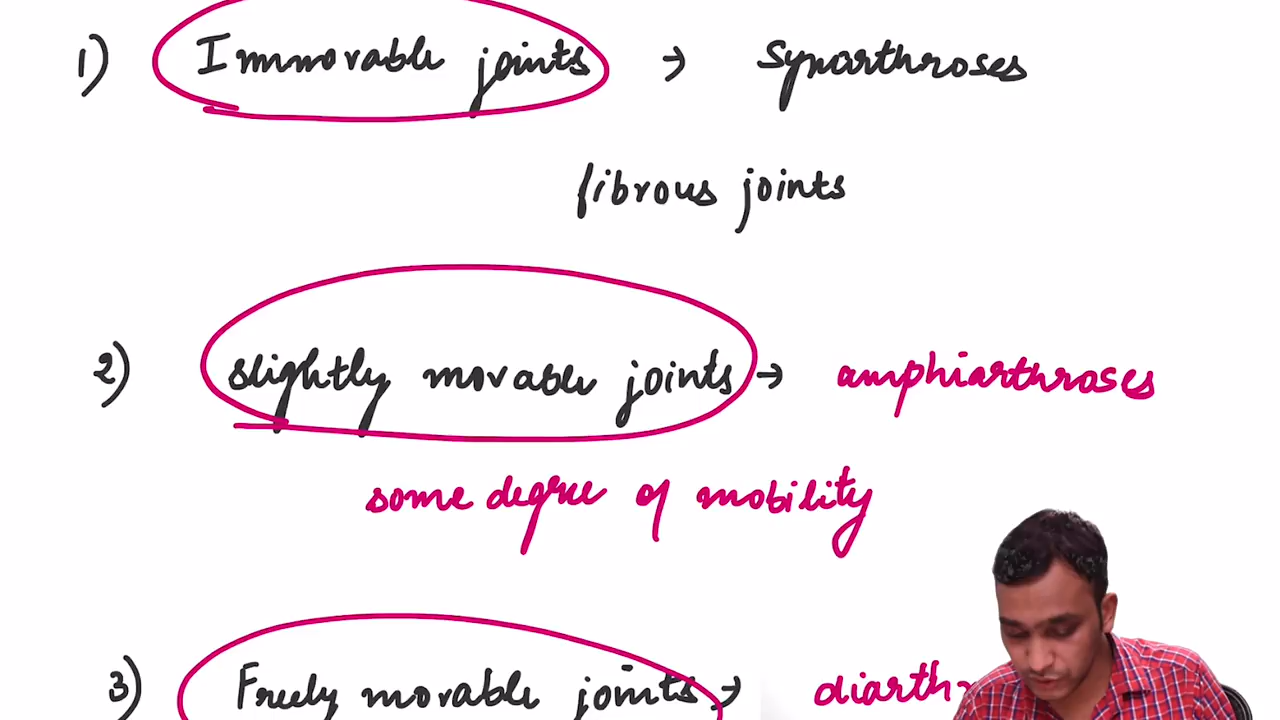 1) Immovable joints → Synarthroses
fibrous joints
2) slightly movable joints → amphiarthroses
some degree of mobility
3) Freely movable joints → diarth